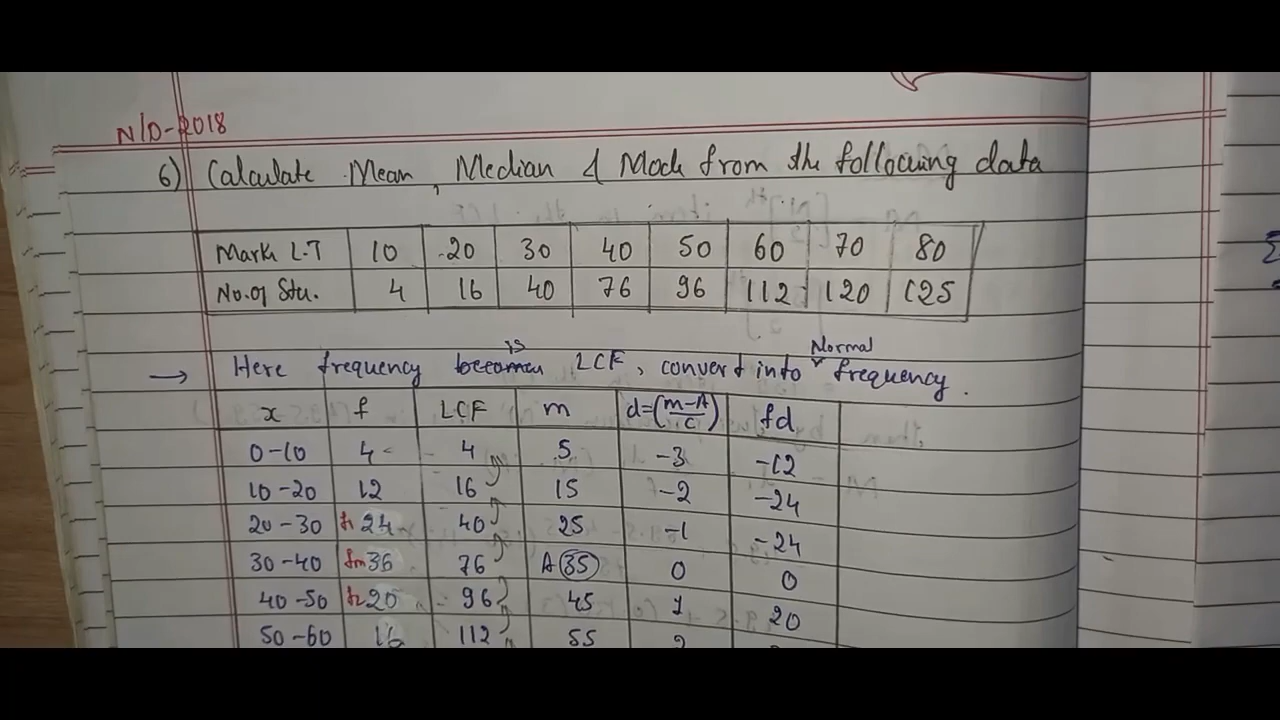 N/D-2018
6) Calculate Mean, Median & Mode from the following data
Mark L.T 10 20 30 40 50 60 70 80
No. of Stu. 4 16 40 76 96 112 120 125
Here frequency is LCF, convert into Normal frequency.
x f LCF m d=(m-A/c) fd
0-10 4 4 5 -3 -12
10-20 12 16 15 -2 -24
20-30 f1 24 40 25 -1 -24
30-40 fm 36 76 A 35 0 0
40-50 f2 20 96 45 1 20
50-60 16 112 55 2